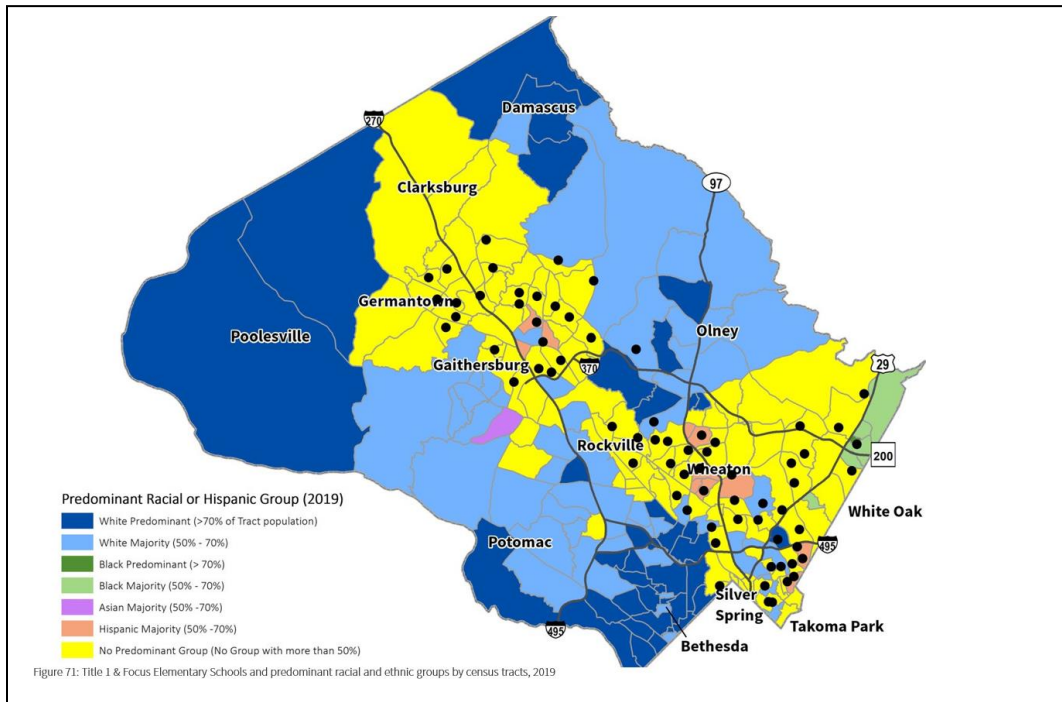 Damascus
270
Clarksburg
97
Germantown
Poolesville
Olney
29
Gaithersburg
370
Rockville
Wheaton
200
White Oak
Potomac
495
Silver
Spring
Takoma Park
495
Bethesda
Predominant Racial or Hispanic Group (2019)
White Predominant (>70% of Tract population)
White Majority (50% - 70%)
Black Predominant (> 70%)
Black Majority (50% - 70%)
Asian Majority (50% -70%)
Hispanic Majority (50% -70%)
No Predominant Group (No Group with more than 50%)
Figure 71: Title 1 & Focus Elementary Schools and predominant racial and ethnic groups by census tracts, 2019